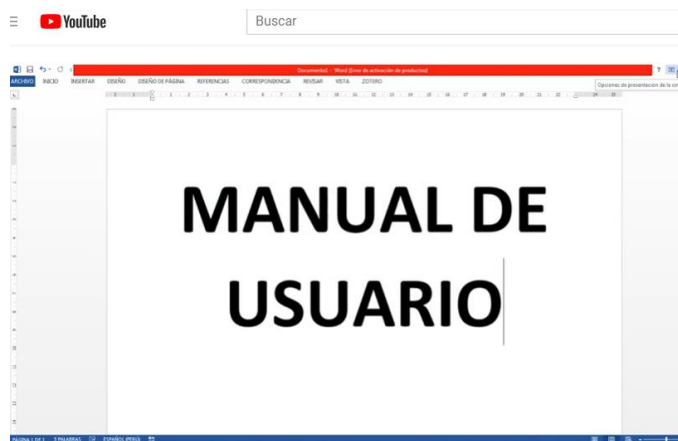 YouTube
Buscar
Documento1 - Word (Error de activación de productos)
ARCHIVO INICIO INSERTAR DISEÑO DISEÑO DE PÁGINA REFERENCIAS CORRESPONDENCIA REVISAR VISTA ZOTERO
Opciones de presentación de la cin
MANUAL DE
USUARIO
PÁGINA 1 DE 1 3 PALABRAS ESPAÑOL (PERÚ)